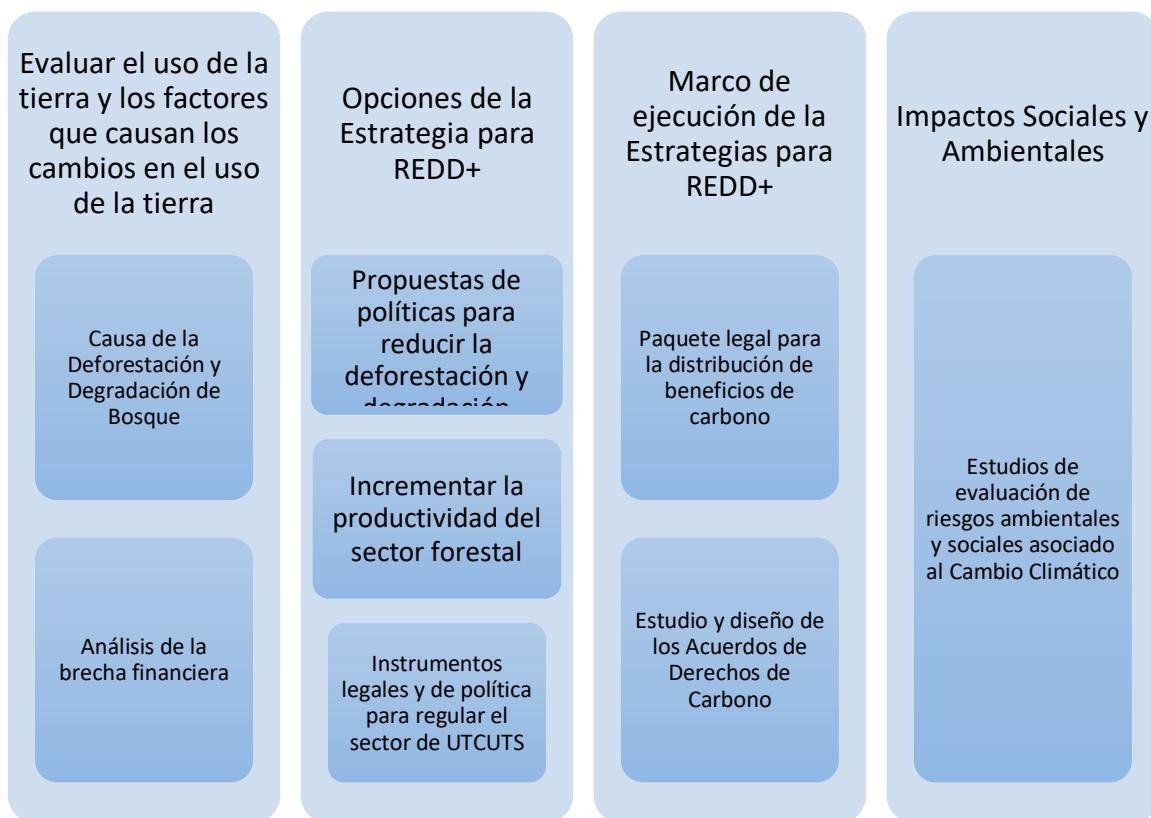 Evaluar el uso de la
tierra y los factores
que causan los
cambios en el uso
de la tierra
Causa de la
Deforestación y
Degradación de
Bosque
Análisis de la
brecha financiera
Opciones de la
Estrategia para
REDD+
Propuestas de
políticas para
reducir la
deforestación y
degradación
Incrementar la
productividad del
sector forestal
Instrumentos
legales y de política
para regular el
sector de UTCUTS
Marco de
ejecución de la
Estrategias para
REDD+
Paquete legal para
la distribución de
beneficios de
carbono
Estudio y diseño de
los Acuerdos de
Derechos de
Carbono
Impactos Sociales y
Ambientales
Estudios de
evaluación de
riesgos ambientales
y sociales asociado
al Cambio Climático